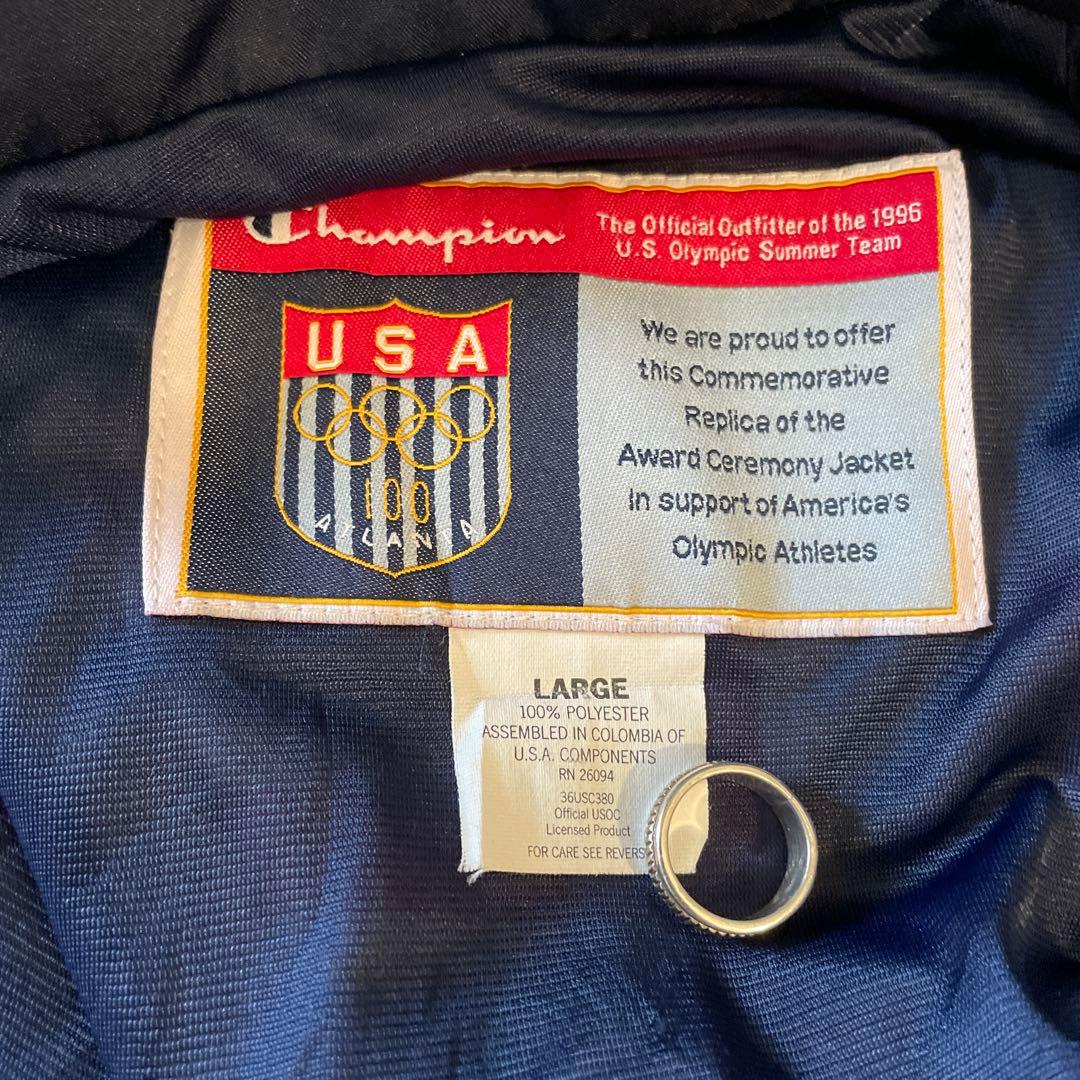 Champion
The Official Outfitter of the 1996
U.S. Olympic Summer Team
USA
100
ATLANTA
We are proud to offer
this Commemorative
Replica of the
Award Ceremony Jacket
in support of America's
Olympic Athletes
LARGE
100% POLYESTER
ASSEMBLED IN COLOMBIA OF
U.S.A. COMPONENTS
RN 26094
36USC380
Official USOC
Licensed Product
FOR CARE SEE REVERS